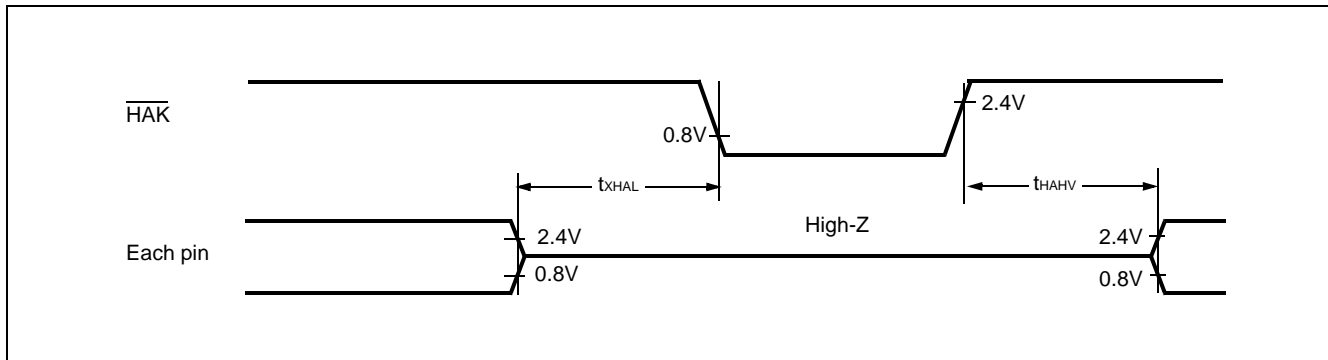 HAK
2.4V
0.8V
tXHAL
tHAHV
High-Z
Each pin
2.4V
2.4V
0.8V
0.8V